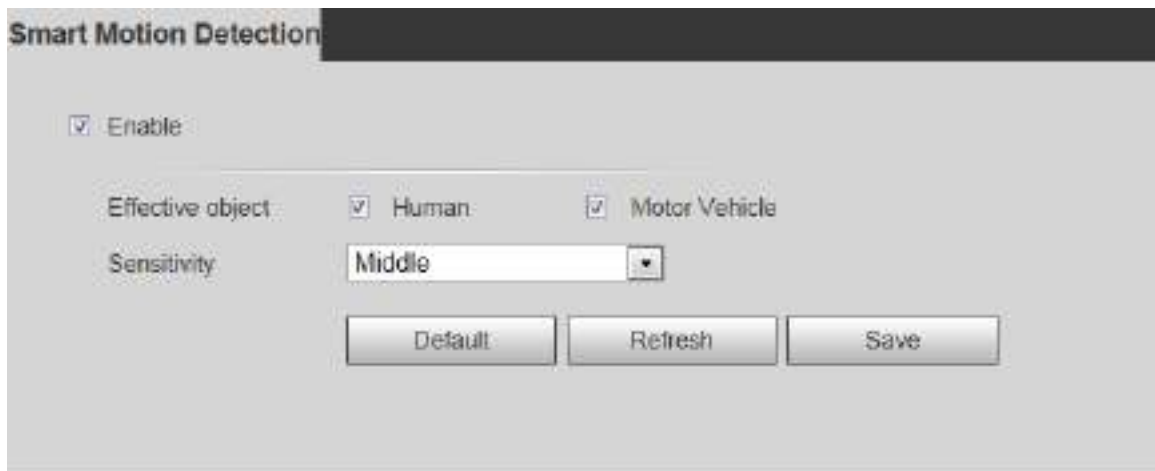 Smart Motion Detection
Enable
Effective object Human Motor Vehicle
Sensitivity Middle
Default Refresh Save